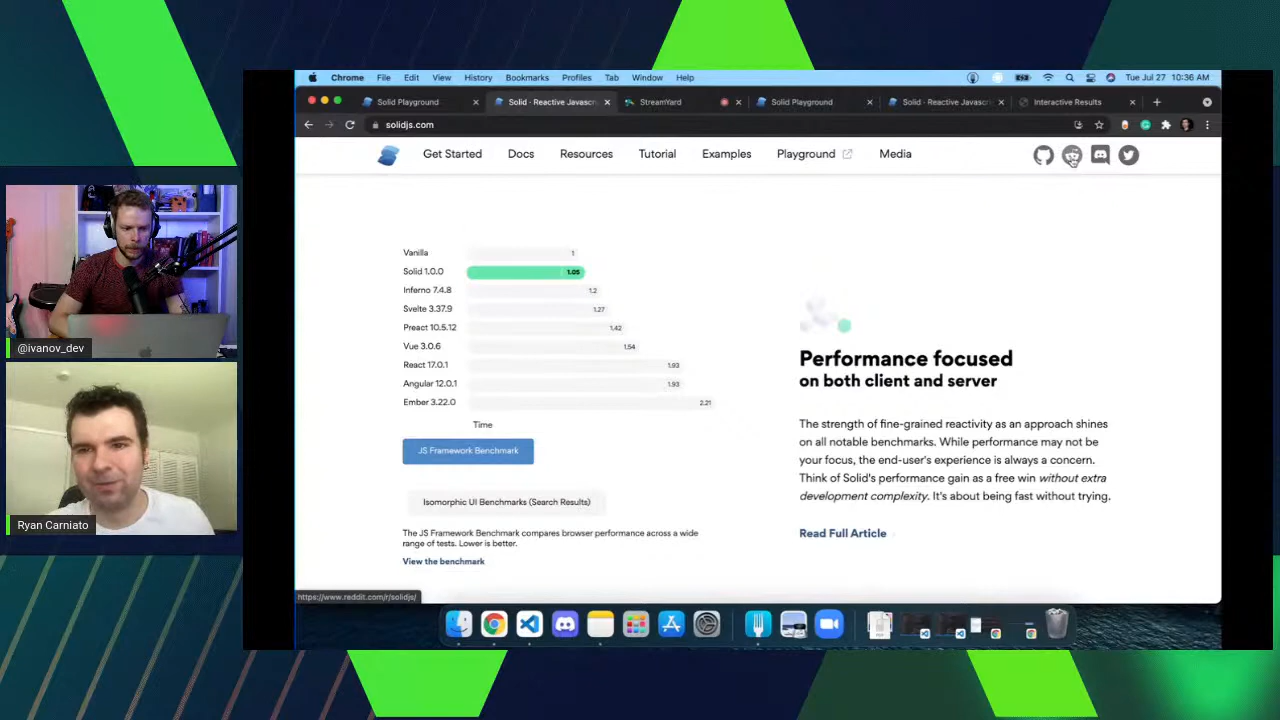 Chrome File Edit View History Bookmarks Profiles Tab Window Help Tue Jul 27 10:36 AM
Solid Playground Solid · Reactive Javascr StreamYard Solid Playground Solid · Reactive Javascr Interactive Results
solidjs.com
Get Started Docs Resources Tutorial Examples Playground Media
Vanilla 1
Solid 1.0.0 1.05
Inferno 7.4.8 1.2
Svelte 3.37.9 1.27
Preact 10.5.12 1.42
Vue 3.0.6 1.54
React 17.0.1 1.93
Angular 12.0.1 1.93
Ember 3.22.0 2.21
Time
JS Framework Benchmark
Isomorphic UI Benchmarks (Search Results)
The JS Framework Benchmark compares browser performance across a wide
range of tests. Lower is better.
View the benchmark
Performance focused
on both client and server
The strength of fine-grained reactivity as an approach shines
on all notable benchmarks. While performance may not be
your focus, the end-user's experience is always a concern.
Think of Solid's performance gain as a free win without extra
development complexity. It's about being fast without trying.
Read Full Article
https://www.reddit.com/r/solidjs/
@ivanov_dev
Ryan Carniato